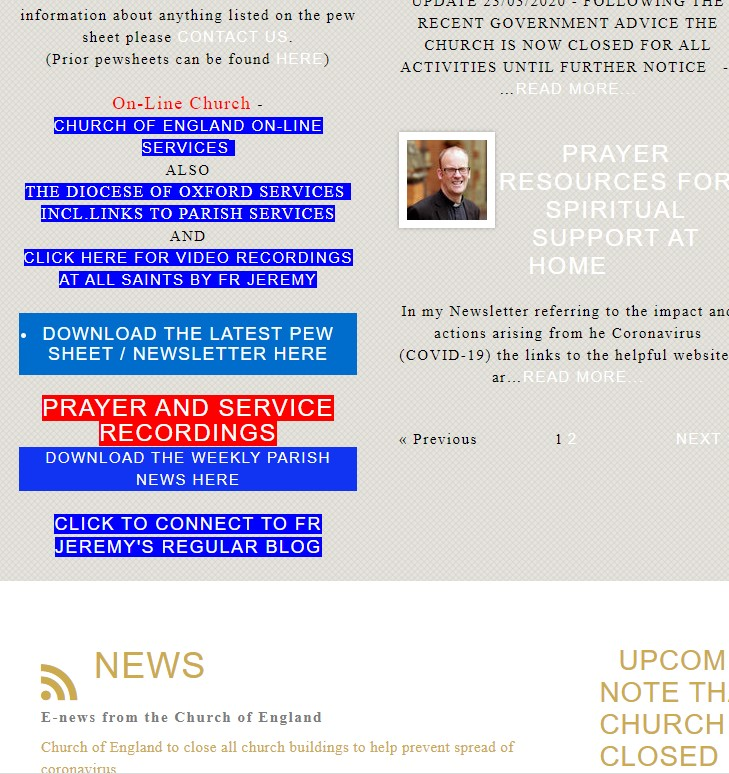 information about anything listed on the pew
sheet please CONTACT US.
(Prior pewsheets can be found HERE)
On-Line Church -
CHURCH OF ENGLAND ON-LINE
SERVICES
ALSO
THE DIOCESE OF OXFORD SERVICES
INCL.LINKS TO PARISH SERVICES
AND
CLICK HERE FOR VIDEO RECORDINGS
AT ALL SAINTS BY FR JEREMY
• DOWNLOAD THE LATEST PEW
SHEET / NEWSLETTER HERE
PRAYER AND SERVICE
RECORDINGS
DOWNLOAD THE WEEKLY PARISH
NEWS HERE
CLICK TO CONNECT TO FR
JEREMY'S REGULAR BLOG
UPDATE 23/03/2020 - FOLLOWING THE
RECENT GOVERNMENT ADVICE THE
CHURCH IS NOW CLOSED FOR ALL
ACTIVITIES UNTIL FURTHER NOTICE -
...READ MORE...
PRAYER
RESOURCES FOR
SPIRITUAL
SUPPORT AT
HOME
In my Newsletter referring to the impact and
actions arising from he Coronavirus
(COVID-19) the links to the helpful website
ar...READ MORE...
« Previous 1 2 NEXT
NEWS
E-news from the Church of England
Church of England to close all church buildings to help prevent spread of
coronavirus
UPCOM
NOTE TH
CHURCH
CLOSED